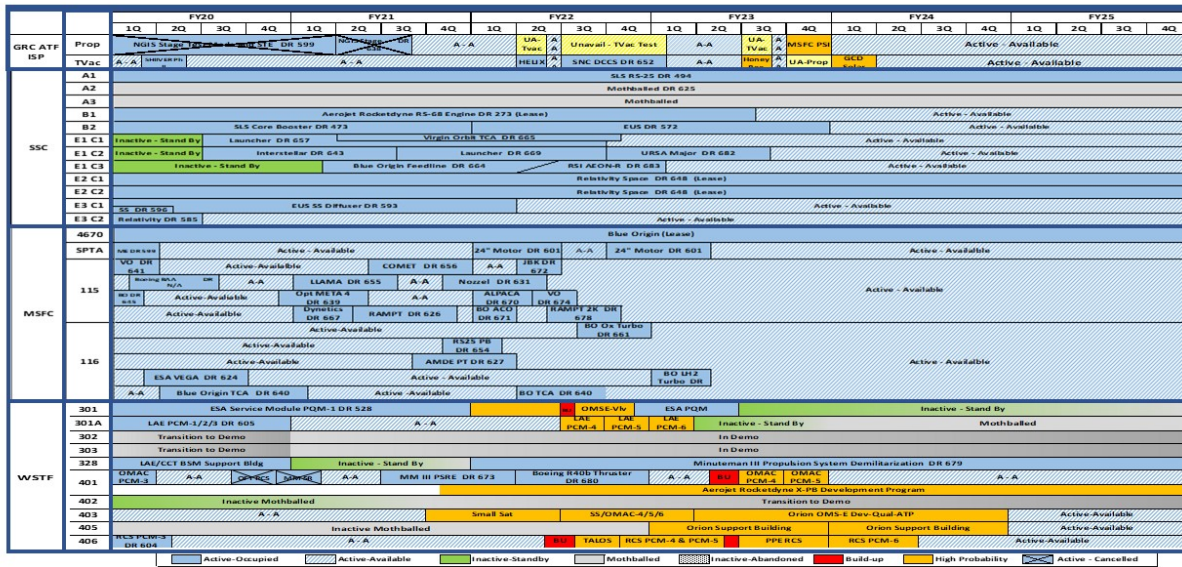 FY20 FY21 FY22 FY23 FY24 FY25
1Q 2Q 3Q 4Q 1Q 2Q 3Q 4Q 1Q 2Q 3Q 4Q 1Q 2Q 3Q 4Q 1Q 2Q 3Q 4Q 1Q 2Q 3Q 4Q
GRC ATF ISP
Prop NGIS Stage DR 599 A - A UA-Tvac A A Unavail - TVac Test A-A UA-Tvac A A MSFC PSI Active - Available
TVac A - A A - A HELIX A A SNC DCCS DR 652 A-A Honey A A UA-Prop GCD Active - Available
SSC
A1 SLS RS-25 DR 494
A2 Mothballed DR 625
A3 Mothballed
B1 Aerojet Rocketdyne RS-68 Engine DR 273 (Lease) Active - Available
B2 SLS Core Booster DR 473 EUS DR 572 Active - Available
E1 C1 Inactive - Stand By Launcher DR 657 Virgin Orbit TCA DR 665 Active - Available
E1 C2 Inactive - Stand By Interstellar DR 643 Launcher DR 669 URSA Major DR 682 Active - Available
E1 C3 Inactive - Stand By Blue Origin Feedline DR 664 RSI AEON-R DR 683 Active - Available
E2 C1 Relativity Space DR 648 (Lease)
E2 C2 Relativity Space DR 648 (Lease)
E3 C1 SS DR 596 EUS SS Diffuser DR 593 Active - Available
E3 C2 Relativity DR 585 Active - Available
MSFC
4670 Blue Origin (Lease)
SPTA Active - Available 24" Motor DR 601 A-A 24" Motor DR 601 Active - Available
115
VO DR 641 Active-Available COMET DR 656 A-A JBK DR 672
Boeing DR N/A A-A LLAMA DR 655 A-A Nozzel DR 631
Active - Available
Active-Avaliable Opt META 4 DR 639 A-A ALPACA DR 670 VO DR 674
Active-Available Dynetics DR 667 RAMPT DR 626 A-A BO ACO DR 671 RAMPT 2K DR 678
116
Active-Available BO Ox Turbo DR 661
Active-Available RS25 PB DR 654
Active-Available AMDE PT DR 627 Active - Available
ESA VEGA DR 624 Active - Available BO LH2 Turbo DR
A-A Blue Origin TCA DR 640 Active -Available BO TCA DR 640
WSTF
301 ESA Service Module PQM-1 DR 528 OMSE-Vlv ESA PQM Inactive - Stand By
301A LAE PCM-1/2/3 DR 605 A - A LAE PCM-4 LAE PCM-5 LAE PCM-6 Inactive - Stand By Mothballed
302 Transition to Demo In Demo
303 Transition to Demo In Demo
328 LAE/CCT BSM Support Bldg Inactive - Stand By Minuteman III Propulsion System Demilitarization DR 679
401 OMAC PCM-3 A-A A-A MM III PSRE DR 673 Boeing R40b Thruster DR 680 BU OMAC PCM-4 OMAC PCM-5 A - A
Aerojet Rocketdyne X-PB Development Program
402 Inactive Mothballed Transition to Demo
403 A - A Small Sat SS/OMAC-4/5/6 Orion OMS-E Dev-Qual-ATP Active-Available
405 Inactive Mothballed Orion Support Building Orion Support Building Active-Available
406 RCS PCM-3 DR 604 A - A BU TALOS RCS PCM-4 & PCM-5 PPE RCS RCS PCM-6 Active-Available
Active-Occupied Active-Available Inactive-Standby Mothballed Inactive-Abandoned Build-up High Probability Active - Cancelled